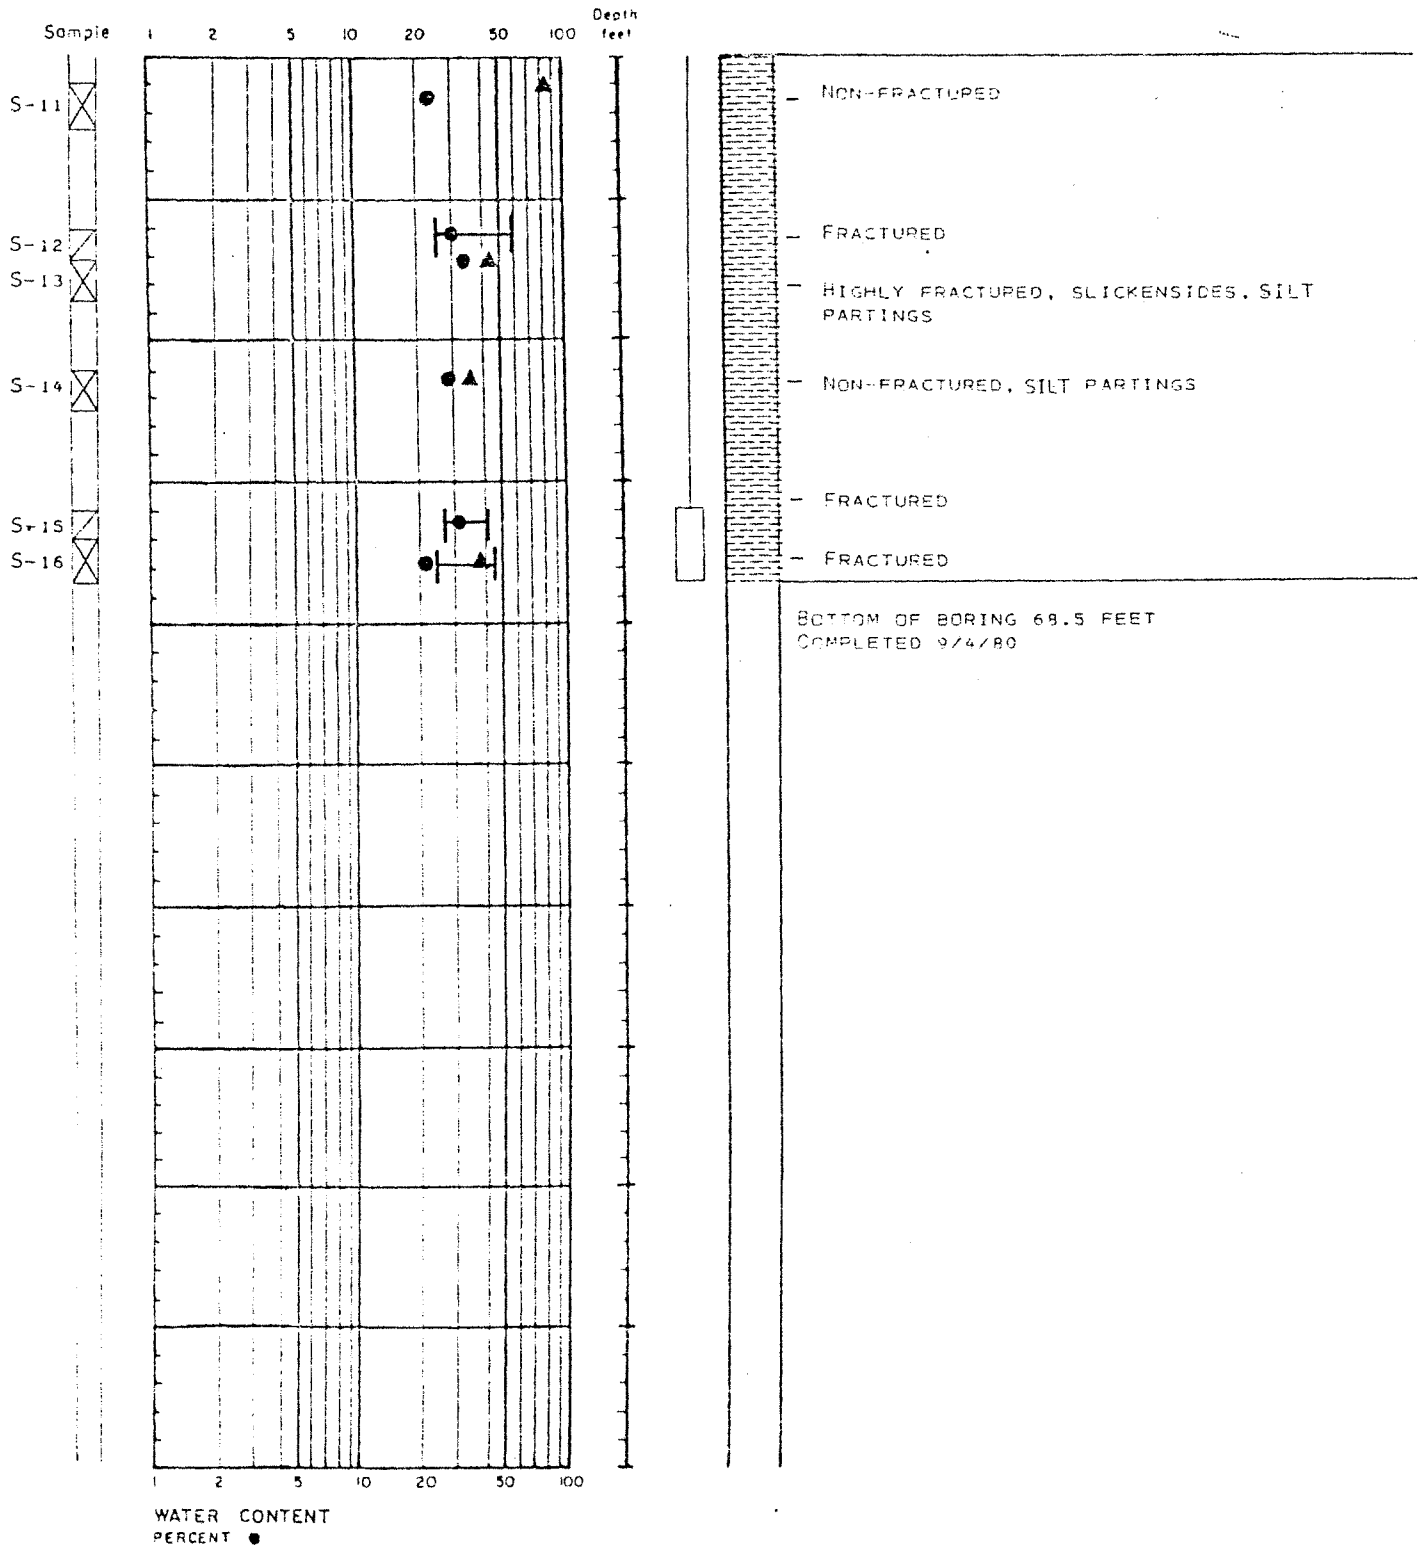 Sample 1 2 5 10 20 50 100 Depth feet
S-11 NON-FRACTURED
S-12 FRACTURED
S-13 HIGHLY FRACTURED, SLICKENSIDES, SILT
PARTINGS
S-14 NON-FRACTURED, SILT PARTINGS
FRACTURED
S-15
S-16 FRACTURED
BOTTOM OF BORING 68.5 FEET
COMPLETED 9/4/80
1 2 5 10 20 50 100
WATER CONTENT
PERCENT